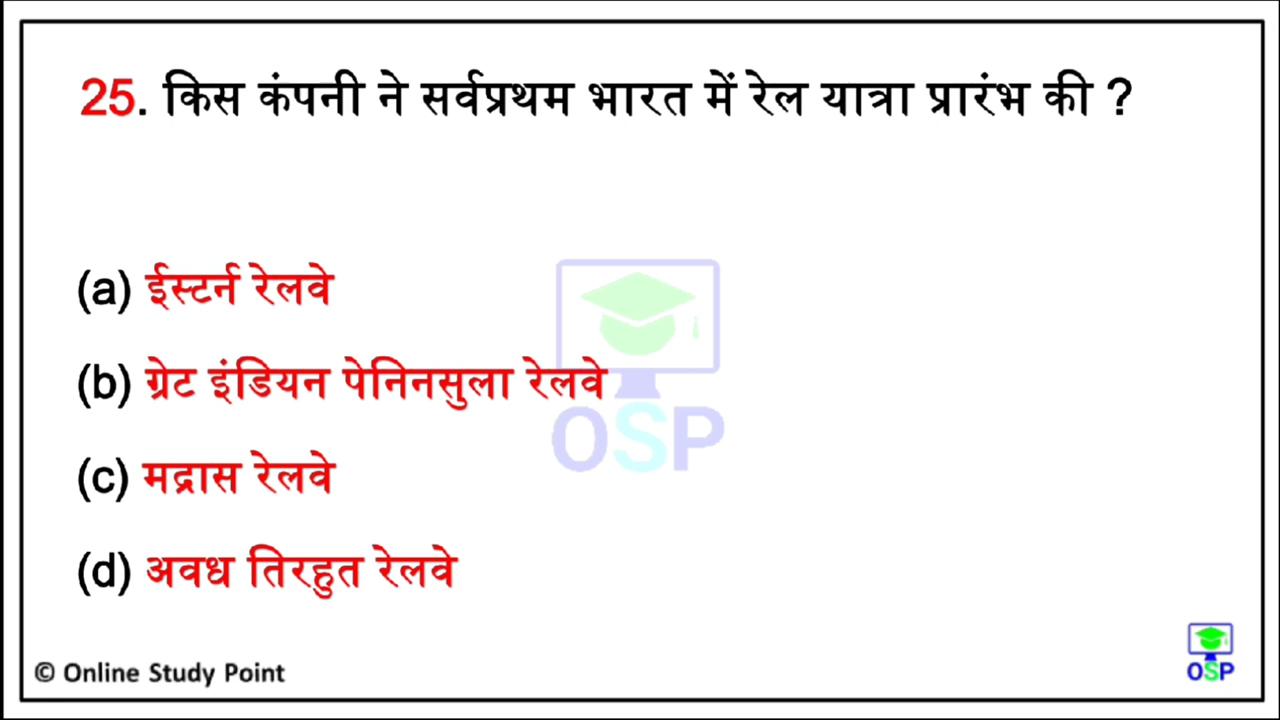 25. किस कंपनी ने सर्वप्रथम भारत में रेल यात्रा प्रारंभ की ?
(a) ईस्टर्न रेलवे
(b) ग्रेट इंडियन पेनिनसुला रेलवे
OSP
(c) मद्रास रेलवे
(d) अवध तिरहुत रेलवे
© Online Study Point
OSP